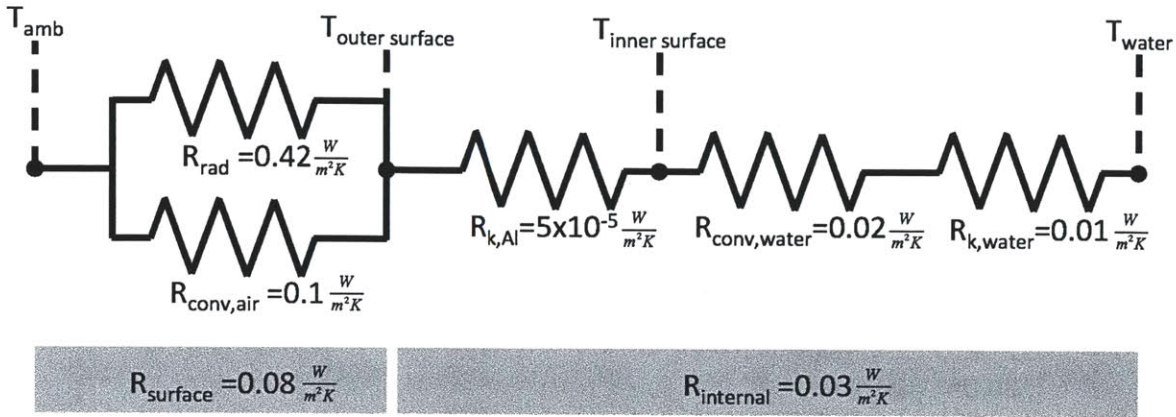 T_amb
T_outer surface
T_inner surface
T_water
R_rad =0.42 W/m²K
R_k,Al=5x10⁻⁵ W/m²K
R_conv,water=0.02 W/m²K
R_k,water=0.01 W/m²K
R_conv,air =0.1 W/m²K
R_surface =0.08 W/m²K
R_internal =0.03 W/m²K